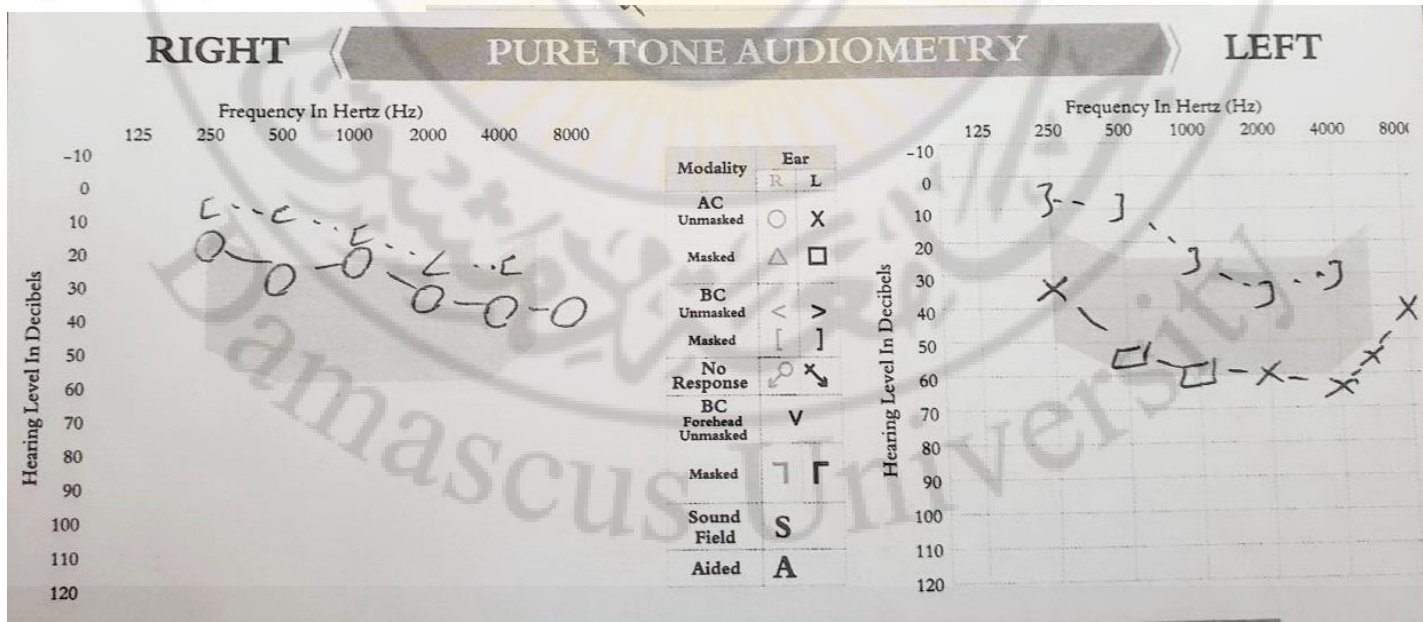 RIGHT
PURE TONE AUDIOMETRY
LEFT
Frequency In Hertz (Hz)
125 250 500 1000 2000 4000 8000
-10
0
10
20
30
40
50
60
70
80
90
100
110
120
Hearing Level In Decibels
Modality Ear
R L
AC
Unmasked
X
Masked
BC
Unmasked < >
Masked [ ]
No
Response
BC
Forehead
Unmasked
V
Masked
Sound
Field
S
Aided A
Frequency In Hertz (Hz)
125 250 500 1000 2000 4000 800
-10
0
10
20
30
40
50
60
70
80
90
100
110
120
Hearing Level In Decibels
Damascus University